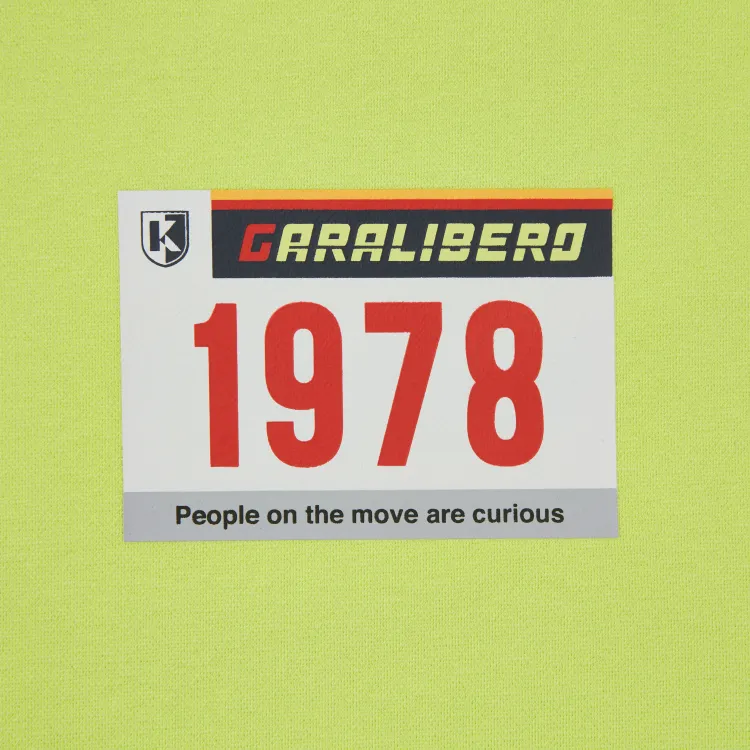 K
GARALIBERO
1978
People on the move are curious